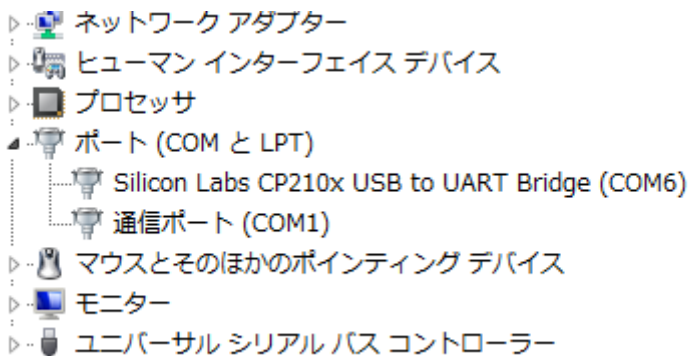 ネットワーク アダプター
ヒューマン インターフェイス デバイス
プロセッサ
ポート (COM と LPT)
Silicon Labs CP210x USB to UART Bridge (COM6)
通信ポート (COM1)
マウスとそのほかのポインティング デバイス
モニター
ユニバーサル シリアル バス コントローラー